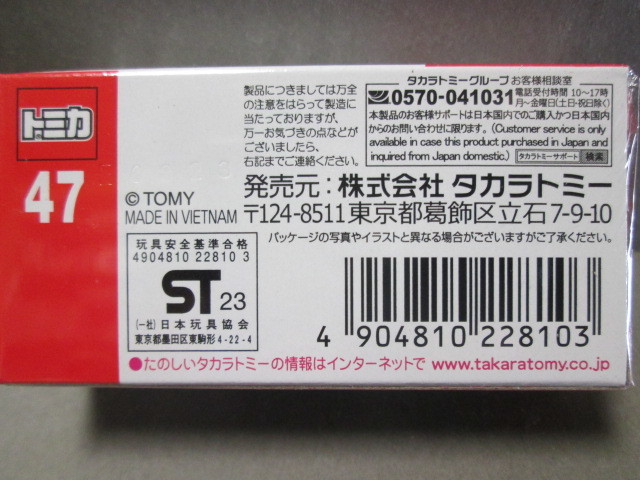 トミカ
47
© TOMY
MADE IN VIETNAM
製品につきましては万全
の注意をはらって製造に
当たっておりますが、
万一お気づきの点などが
ございましたら、
右記までご連絡ください。
タカラトミーグループ お客様相談室
0570-041031
電話受付時間 10〜17時
月〜金曜日(土日・祝日除く)
本製品のお客様サポートは日本国内でのご購入かつ日本国内
からのお問い合わせに限ります。(Customer service is only
available in case this product purchased in Japan and
inquired from Japan domestic.)
タカラトミーサポート 検索
発売元：株式会社 タカラトミー
〒124-8511東京都葛飾区立石7-9-10
パッケージの写真やイラストと異なる場合がございますがご了承ください。
玩具安全基準合格
4904810 22810 3
ST 23
(一社)日本玩具協会
東京都墨田区東駒形4-22-4
4 904810 228103
●たのしいタカラトミーの情報はインターネットで www.takaratomy.co.jp